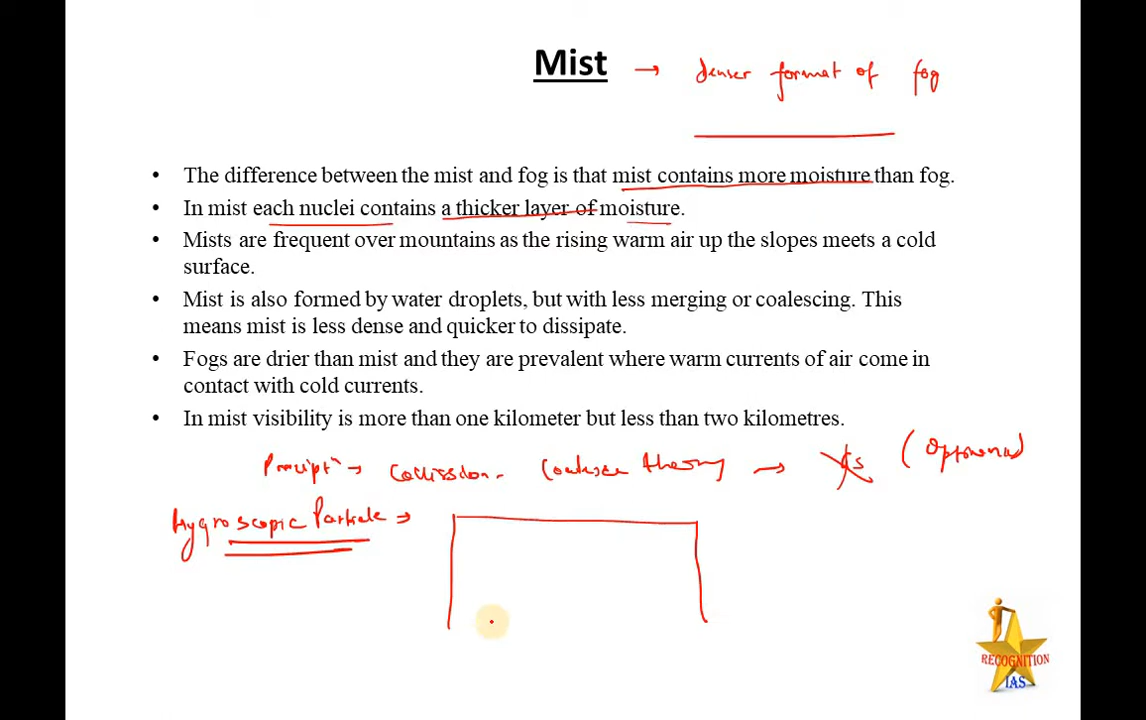 Mist → denser format of fog
• The difference between the mist and fog is that mist contains more moisture than fog.
• In mist each nuclei contains a thicker layer of moisture.
• Mists are frequent over mountains as the rising warm air up the slopes meets a cold
surface.
• Mist is also formed by water droplets, but with less merging or coalescing. This
means mist is less dense and quicker to dissipate.
• Fogs are drier than mist and they are prevalent where warm currents of air come in
contact with cold currents.
• In mist visibility is more than one kilometer but less than two kilometres.
→ Collission - theory → (optional)
Hygroscopic Particle →
RECOGNITION
IAS